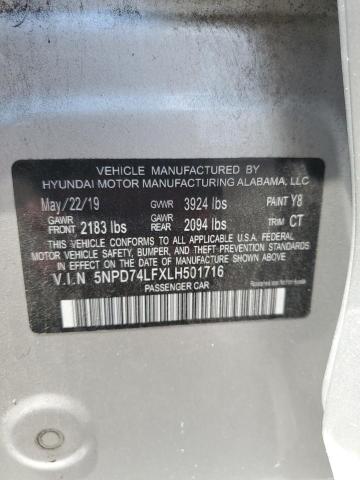 VEHICLE MANUFACTURED BY
HYUNDAI MOTOR MANUFACTURING ALABAMA, LLC
May/22/19 GVWR 3924 lbs PAINT Y8
GAWR FRONT 2183 lbs GAWR REAR 2094 lbs TRIM CT
THIS VEHICLE CONFORMS TO ALL APPLICABLE FEDERAL
MOTOR VEHICLE SAFETY, BUMPER, AND THEFT PREVENTION
STANDARDS IN EFFECT ON THE DATE OF
MANUFACTURE SHOWN ABOVE.
V.I.N 5NPD74LFXLH501716
PASSENGER CAR